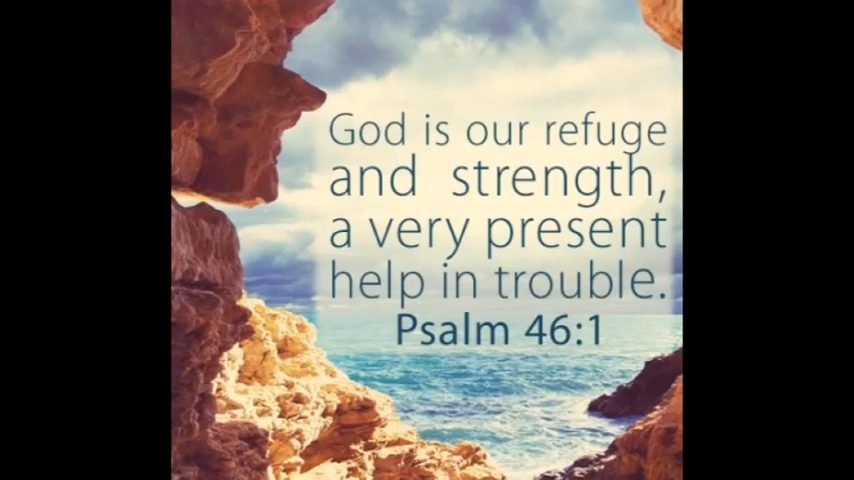 God is our refuge
and strength,
a very present
help in trouble.
Psalm 46:1